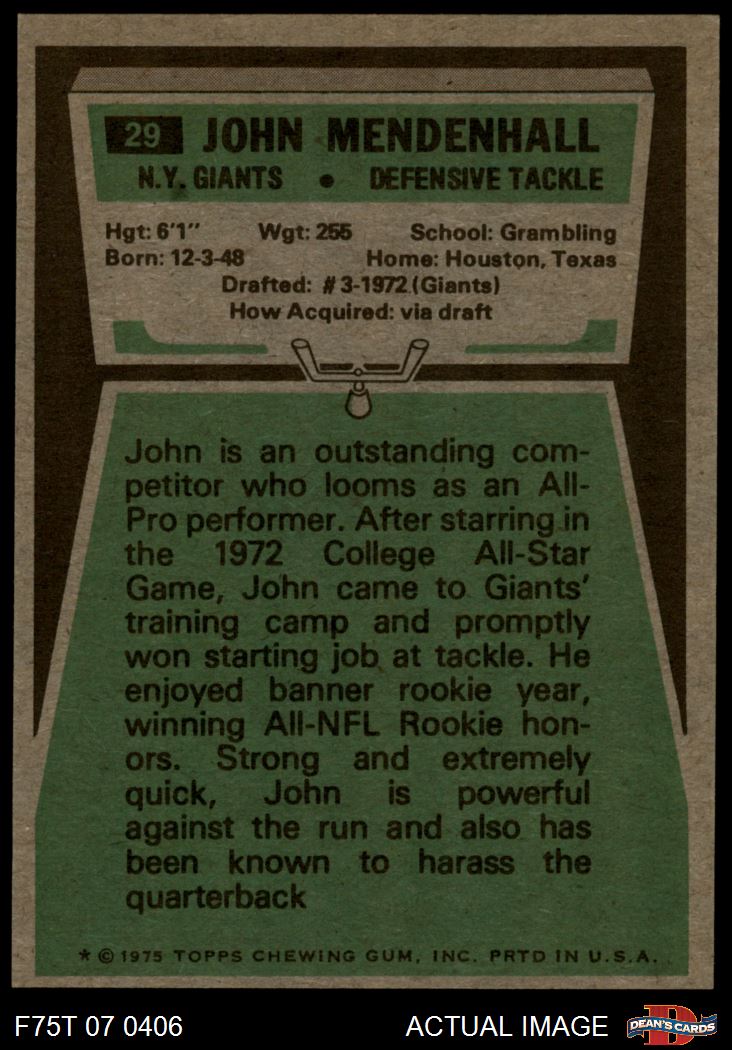 29 JOHN MENDENHALL
N.Y. GIANTS • DEFENSIVE TACKLE
Hgt: 6'1" Wgt: 255 School: Grambling
Born: 12-3-48 Home: Houston, Texas
Drafted: #3-1972 (Giants)
How Acquired: via draft
John is an outstanding com-
petitor who looms as an All-
Pro performer. After starring in
the 1972 College All-Star
Game, John came to Giants'
training camp and promptly
won starting job at tackle. He
enjoyed banner rookie year,
winning All-NFL Rookie hon-
ors. Strong and extremely
quick, John is powerful
against the run and also has
been known to harass the
quarterback
* © 1975 TOPPS CHEWING GUM, INC. PRTD IN U.S.A.
F75T 07 0406 ACTUAL IMAGE D DEAN'S CARDS